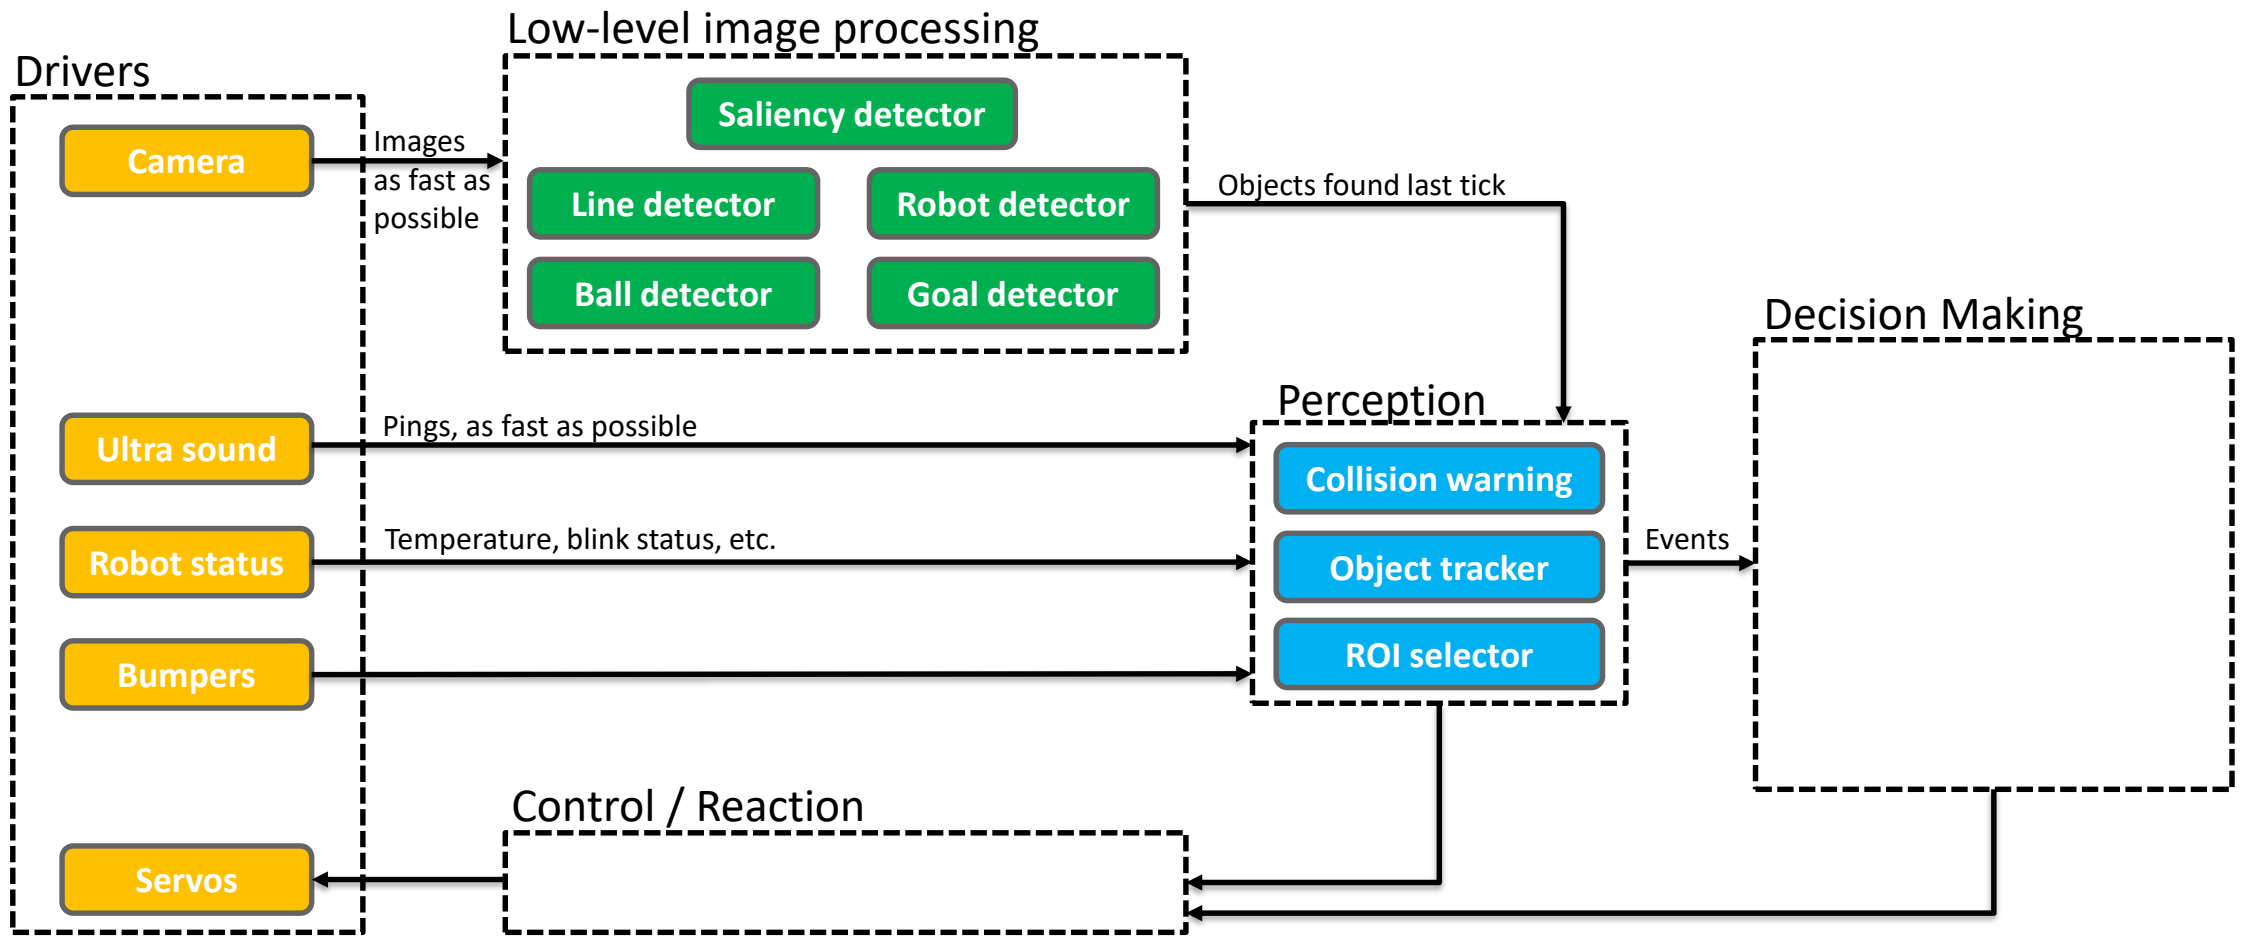 Low-level image processing
Drivers
Saliency detector
Camera
Images
as fast as
possible
Line detector
Robot detector
Objects found last tick
Ball detector
Goal detector
Decision Making
Perception
Ultra sound
Pings, as fast as possible
Collision warning
Robot status
Temperature, blink status, etc.
Object tracker
Events
Bumpers
ROI selector
Control / Reaction
Servos